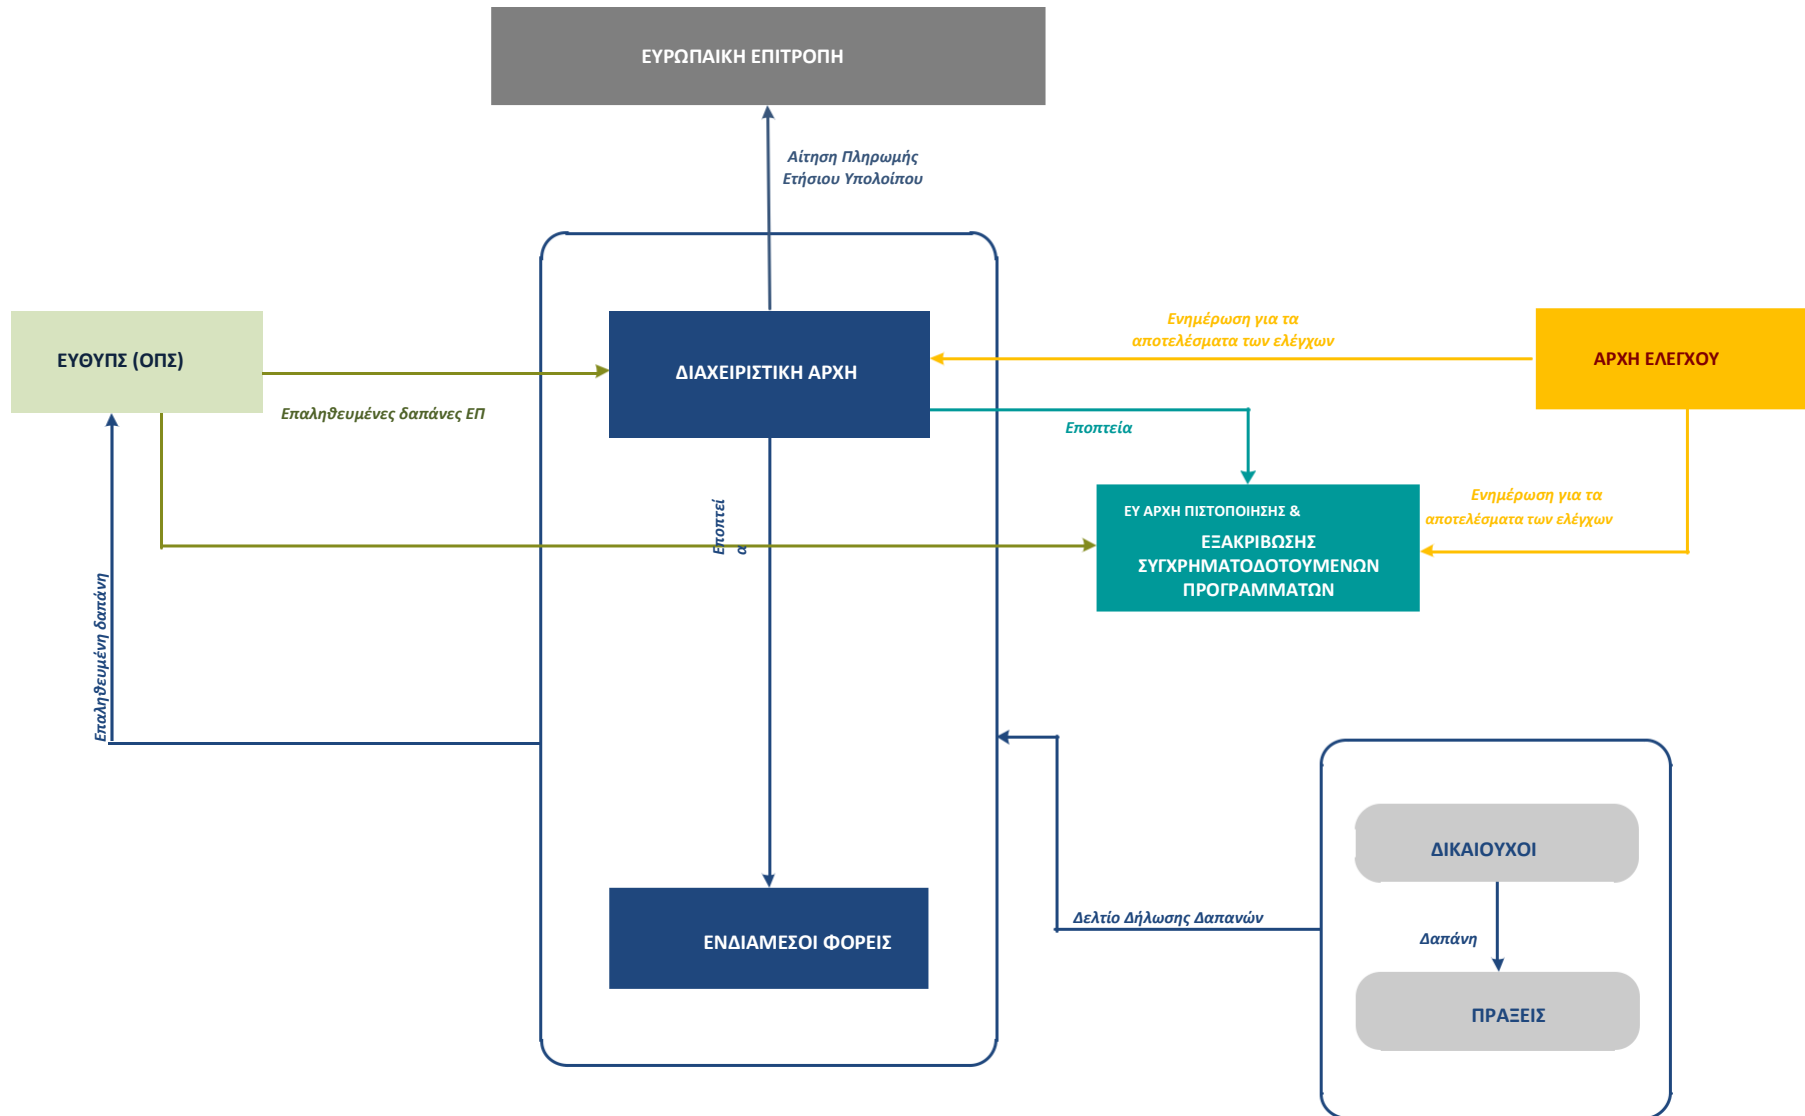 ΕΥΡΩΠΑΙΚΗ ΕΠΙΤΡΟΠΗ
Αίτηση Πληρωμής
Ετήσιου Υπολοίπου
ΕΥΘΥΠΣ (ΟΠΣ)
Επαληθευμένες δαπάνες ΕΠ
ΔΙΑΧΕΙΡΙΣΤΙΚΗ ΑΡΧΗ
Ενημέρωση για τα
αποτελέσματα των ελέγχων
ΑΡΧΗ ΕΛΕΓΧΟΥ
Εποπτεία
Εποπτεί
α
ΕΥ ΑΡΧΗ ΠΙΣΤΟΠΟΙΗΣΗΣ &
ΕΞΑΚΡΙΒΩΣΗΣ
ΣΥΓΧΡΗΜΑΤΟΔΟΤΟΥΜΕΝΩΝ
ΠΡΟΓΡΑΜΜΑΤΩΝ
Ενημέρωση για τα
αποτελέσματα των ελέγχων
Επαληθευμένη δαπάνη
ΕΝΔΙΑΜΕΣΟΙ ΦΟΡΕΙΣ
Δελτίο Δήλωσης Δαπανών
ΔΙΚΑΙΟΥΧΟΙ
Δαπάνη
ΠΡΑΞΕΙΣ